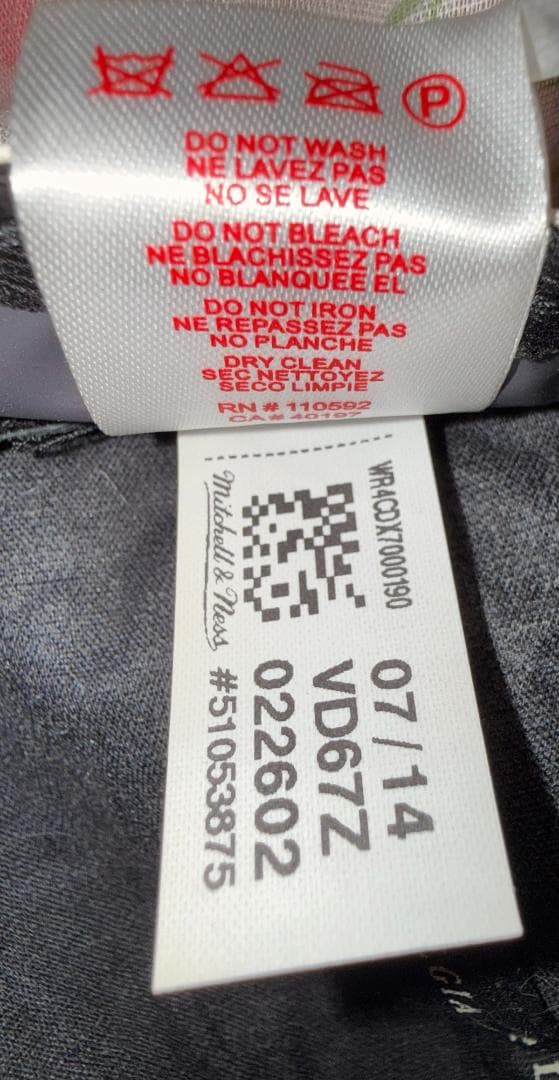 P
DO NOT WASH
NE LAVEZ PAS
NO SE LAVE
DO NOT BLEACH
NE BLACHISSEZ PAS
NO BLANQUEE EL
DO NOT IRON
NE REPASSEZ PAS
NO PLANCHE
DRY CLEAN
SEC NETTOYEZ
SECO LIMPIE
RN # 110592
CA # 40197
WR4CDX7000190
Mitchell & Ness
07/14
VD67Z
022602
#51053875